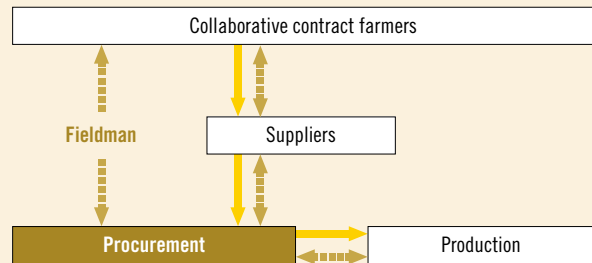 Collaborative contract farmers
Fieldman
Suppliers
Procurement
Production